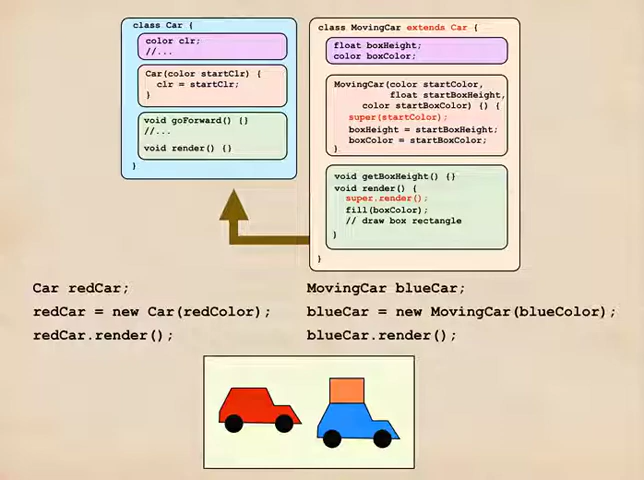 class Car {
color clr;
//...
Car(color startClr) {
clr = startClr;
}
void goForward() {}
//...
void render() {}
}
class MovingCar extends Car {
float boxHeight;
color boxColor;
MovingCar(color startColor,
float startBoxHeight,
color startBoxColor) {} {
super(startColor);
boxHeight = startBoxHeight;
boxColor = startBoxColor;
}
void getBoxHeight() {}
void render() {
super.render();
fill(boxColor);
// draw box rectangle
}
}
Car redCar;
redCar = new Car(redColor);
redCar.render();
MovingCar blueCar;
blueCar = new MovingCar(blueColor);
blueCar.render();